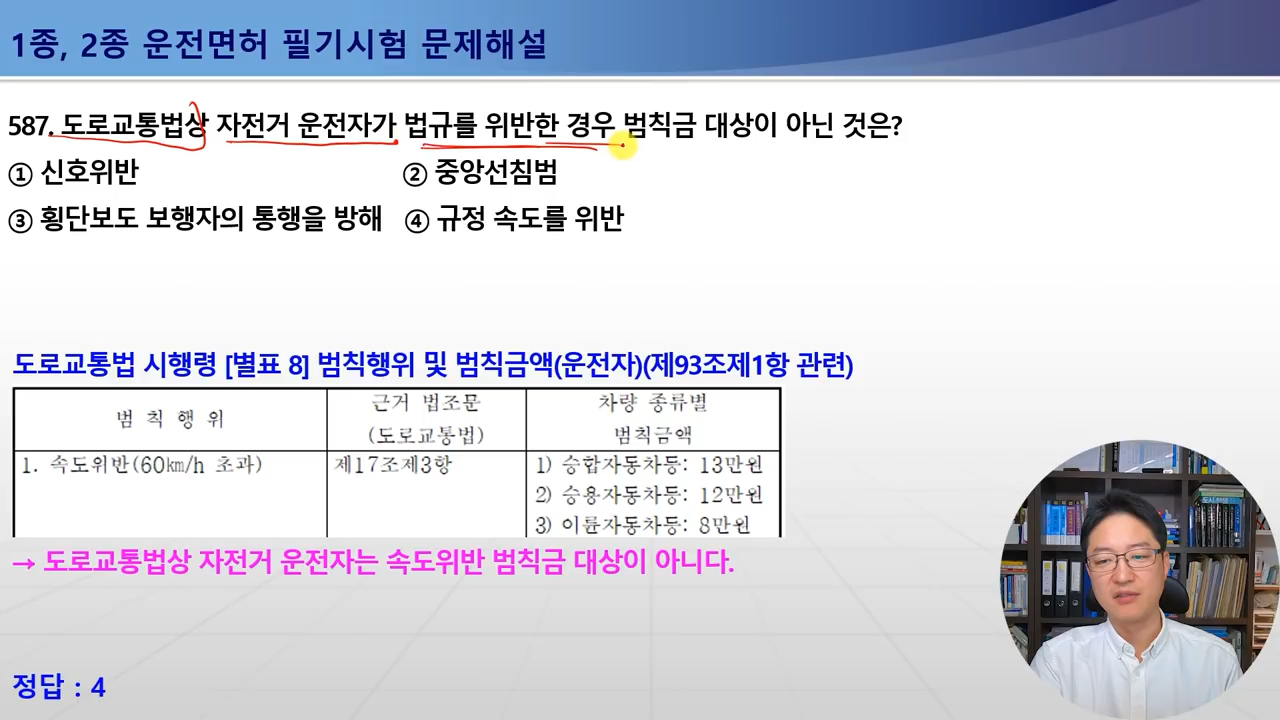 1종, 2종 운전면허 필기시험 문제해설
587. 도로교통법상 자전거 운전자가 법규를 위반한 경우 범칙금 대상이 아닌 것은?
① 신호위반 ② 중앙선침범
③ 횡단보도 보행자의 통행을 방해 ④ 규정 속도를 위반
도로교통법 시행령 [별표 8] 범칙행위 및 범칙금액(운전자)(제93조제1항 관련)
범 칙 행 위
근거 법조문
(도로교통법)
차량 종류별
범칙금액
1. 속도위반(60㎞/h 초과)
제17조제3항
1) 승합자동차등: 13만원
2) 승용자동차등: 12만원
3) 이륜자동차등: 8만원
→ 도로교통법상 자전거 운전자는 속도위반 범칙금 대상이 아니다.
정답 : 4